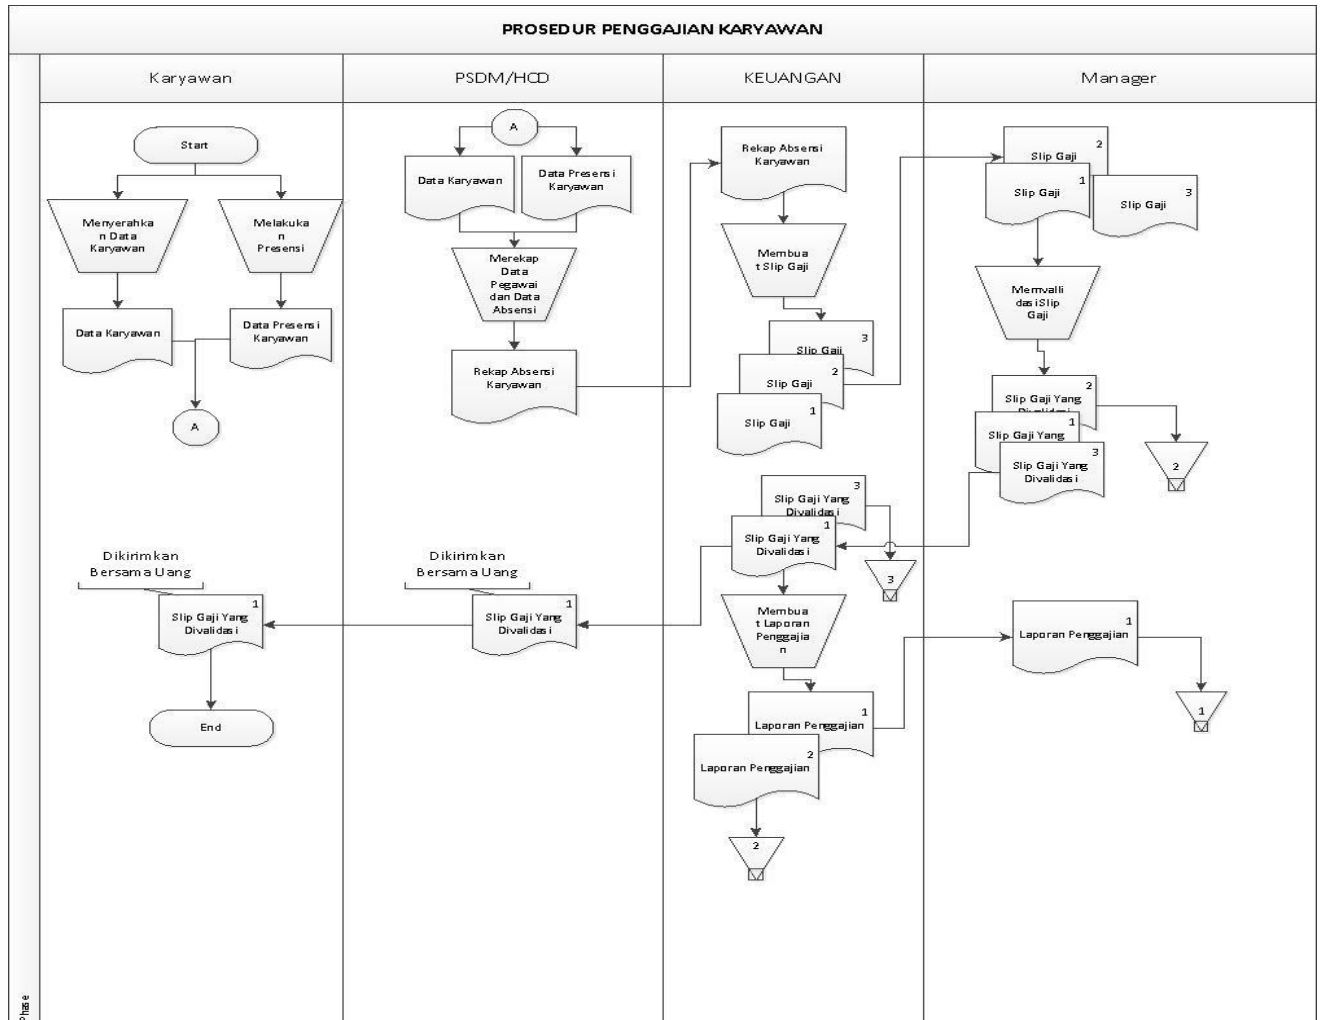 PROSEDUR PENGGAJIAN KARYAWAN
Karyawan
PSDM/HCD
KEUANGAN
Manager
Start
Menyerahka
n Data
Karyawan
Melakuka
n
Presensi
Data Karyawan
Data Presensi
Karyawan
A
A
Data Karyawan
Data Presensi
Karyawan
Merekap
Data
Pegawai
dan Data
Absensi
Rekap Absensi
Karyawan
Rekap Absensi
Karyawan
Membua
t Slip Gaji
3
Slip Gaji
2
Slip Gaji
1
Slip Gaji
2
Slip Gaji
1
Slip Gaji
3
Slip Gaji
Memvali
dasi Slip
Gaji
2
Slip Gaji Yang
Divalidasi
1
Slip Gaji Yang
3
Slip Gaji Yang
Divalidasi
2
3
Slip Gaji Yang
Divalidasi
1
Slip Gaji Yang
Divalidasi
3
Dikirimkan
Bersama Uang
1
Slip Gaji Yang
Divalidasi
Dikirimkan
Bersama Uang
1
Slip Gaji Yang
Divalidasi
End
Membua
t Laporan
Penggajia
n
1
Laporan Penggajian
2
Laporan Penggajian
2
1
Laporan Penggajian
1
Phase